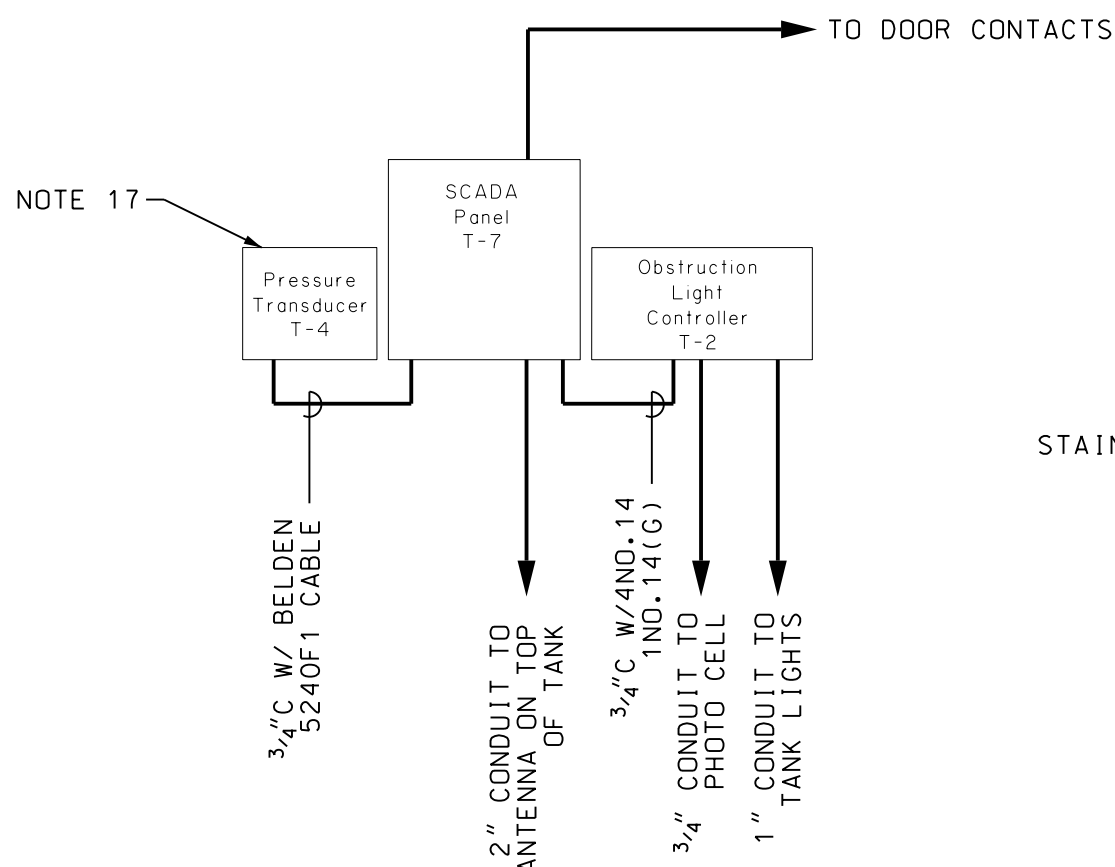 TO DOOR CONTACTS
NOTE 17
SCADA
Panel
T-7
Pressure
Transducer
T-4
Obstruction
Light
Controller
T-2
3/4"C W/ BELDEN
5240F1 CABLE
2" CONDUIT TO
ANTENNA ON TOP
OF TANK
3/4"C W/4NO.14
1NO.14(G)
3/4" CONDUIT TO
PHOTO CELL
1" CONDUIT TO
TANK LIGHTS